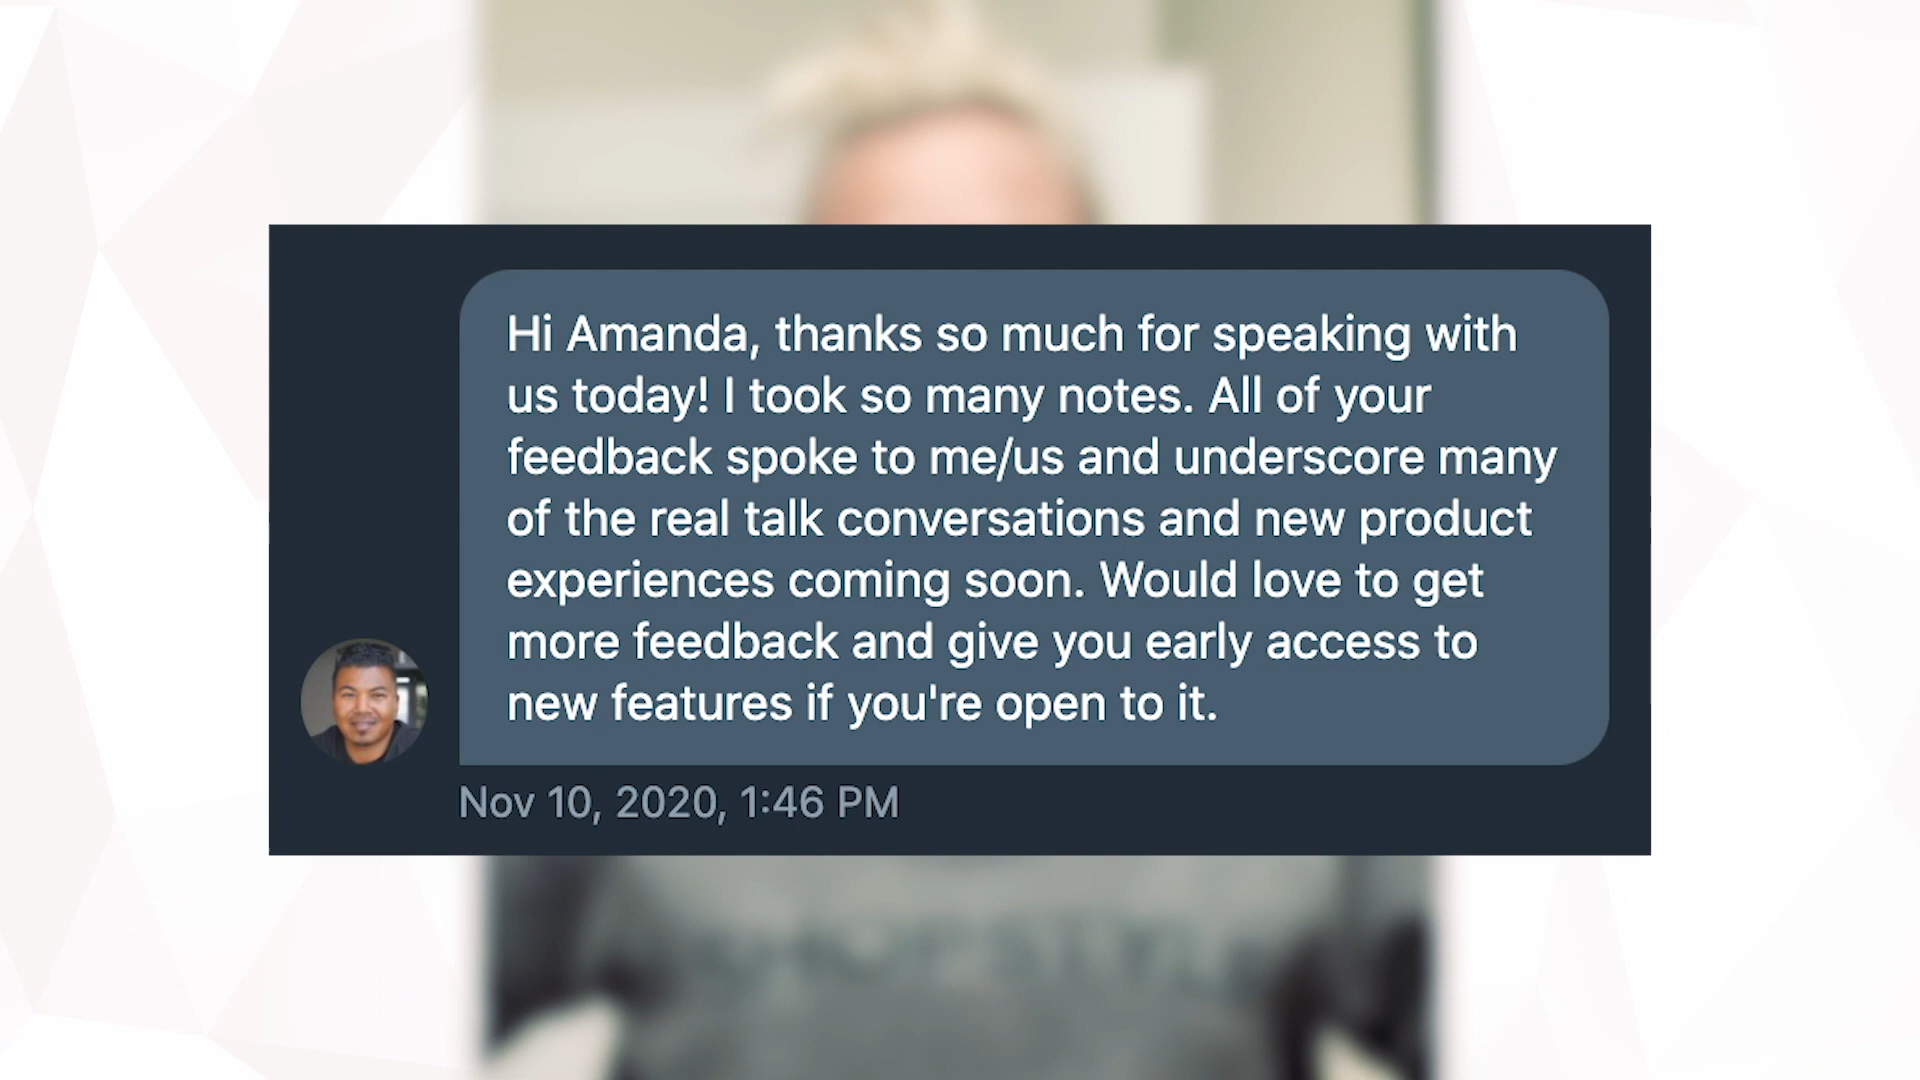 Hi Amanda, thanks so much for speaking with
us today! I took so many notes. All of your
feedback spoke to me/us and underscore many
of the real talk conversations and new product
experiences coming soon. Would love to get
more feedback and give you early access to
new features if you're open to it.
Nov 10, 2020, 1:46 PM